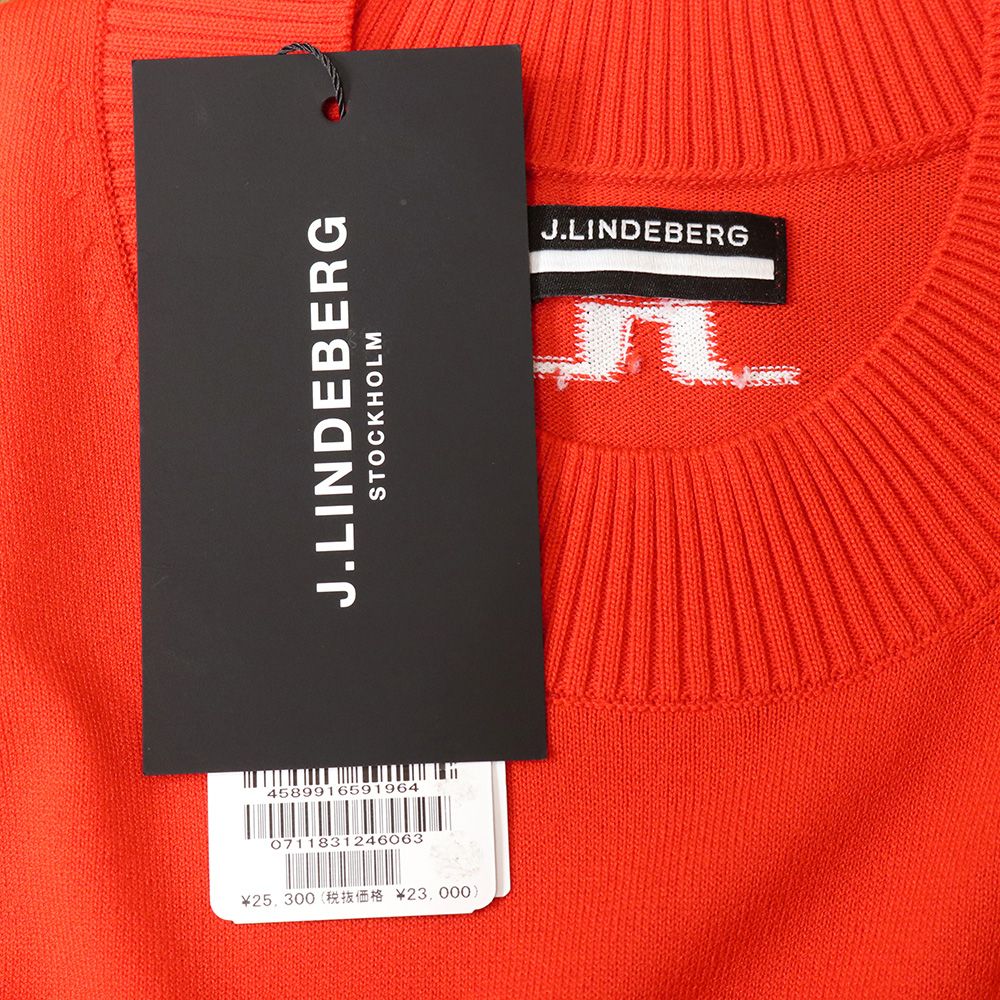 J.LINDEBERG
STOCKHOLM
J.LINDEBERG
4589916591964
0711831246063
¥25,300(税抜価格 ¥23,000)